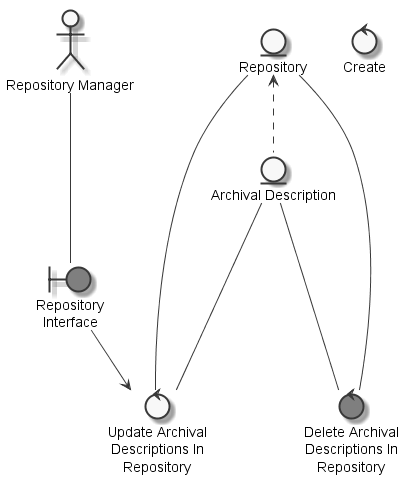 Repository Manager
Repository
Create
Archival Description
Repository
Interface
Update Archival
Descriptions In
Repository
Delete Archival
Descriptions In
Repository